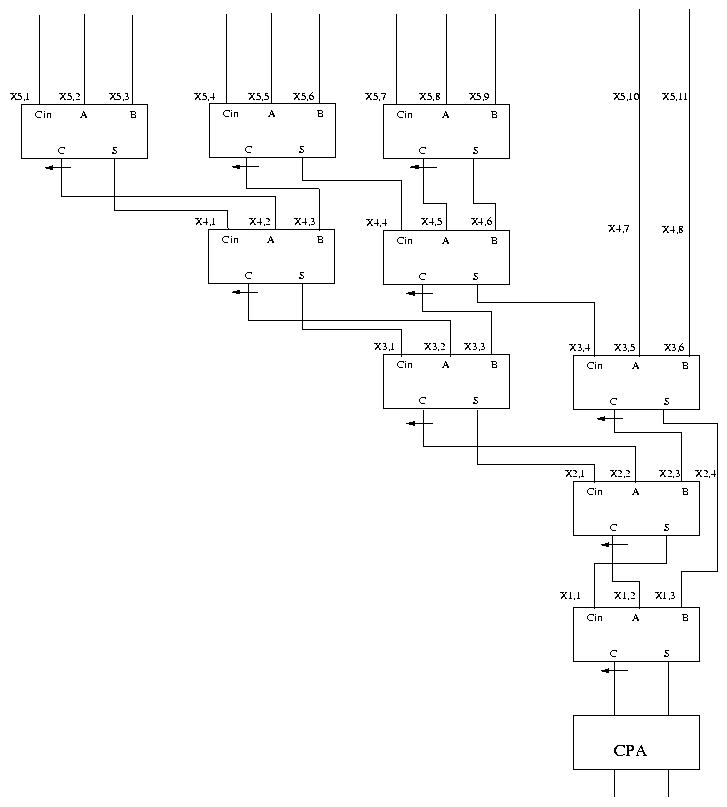 X5,1 X5,2 X5,3 X5,4 X5,5 X5,6 X5,7 X5,8 X5,9 X5,10 X5,11
Cin A B Cin A B Cin A B
C S C S C S
X4,1 X4,2 X4,3 X4,4 X4,5 X4,6 X4,7 X4,8
Cin A B Cin A B
C S C S
X3,1 X3,2 X3,3 X3,4 X3,5 X3,6
Cin A B Cin A B
C S C S
X2,1 X2,2 X2,3 X2,4
Cin A B
C S
X1,1 X1,2 X1,3
Cin A B
C S
CPA